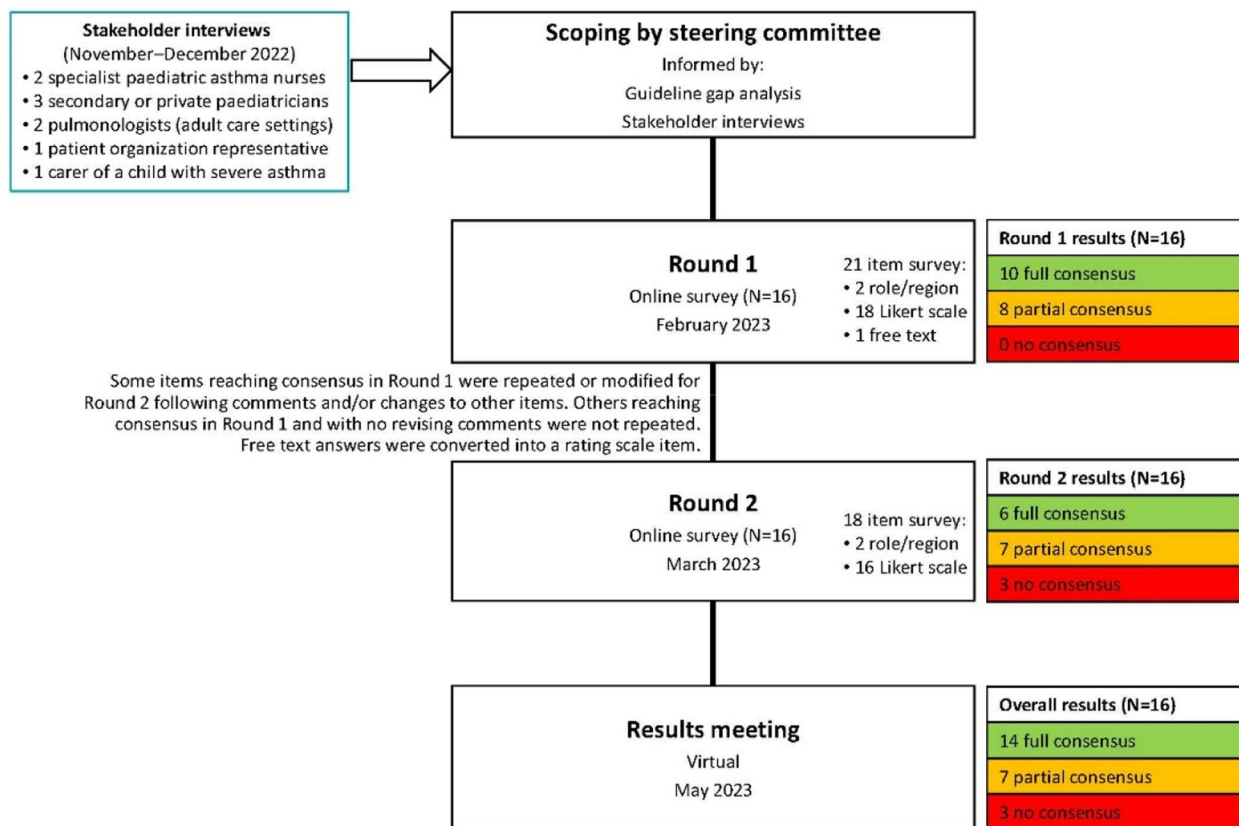 Stakeholder interviews
(November–December 2022)
• 2 specialist paediatric asthma nurses
• 3 secondary or private paediatricians
• 2 pulmonologists (adult care settings)
• 1 patient organization representative
• 1 carer of a child with severe asthma
Scoping by steering committee
Informed by:
Guideline gap analysis
Stakeholder interviews
Round 1
Online survey (N=16)
February 2023
21 item survey:
• 2 role/region
• 18 Likert scale
• 1 free text
Round 1 results (N=16)
10 full consensus
8 partial consensus
0 no consensus
Some items reaching consensus in Round 1 were repeated or modified for
Round 2 following comments and/or changes to other items. Others reaching
consensus in Round 1 and with no revising comments were not repeated.
Free text answers were converted into a rating scale item.
Round 2
Online survey (N=16)
March 2023
18 item survey:
• 2 role/region
• 16 Likert scale
Round 2 results (N=16)
6 full consensus
7 partial consensus
3 no consensus
Results meeting
Virtual
May 2023
Overall results (N=16)
14 full consensus
7 partial consensus
3 no consensus